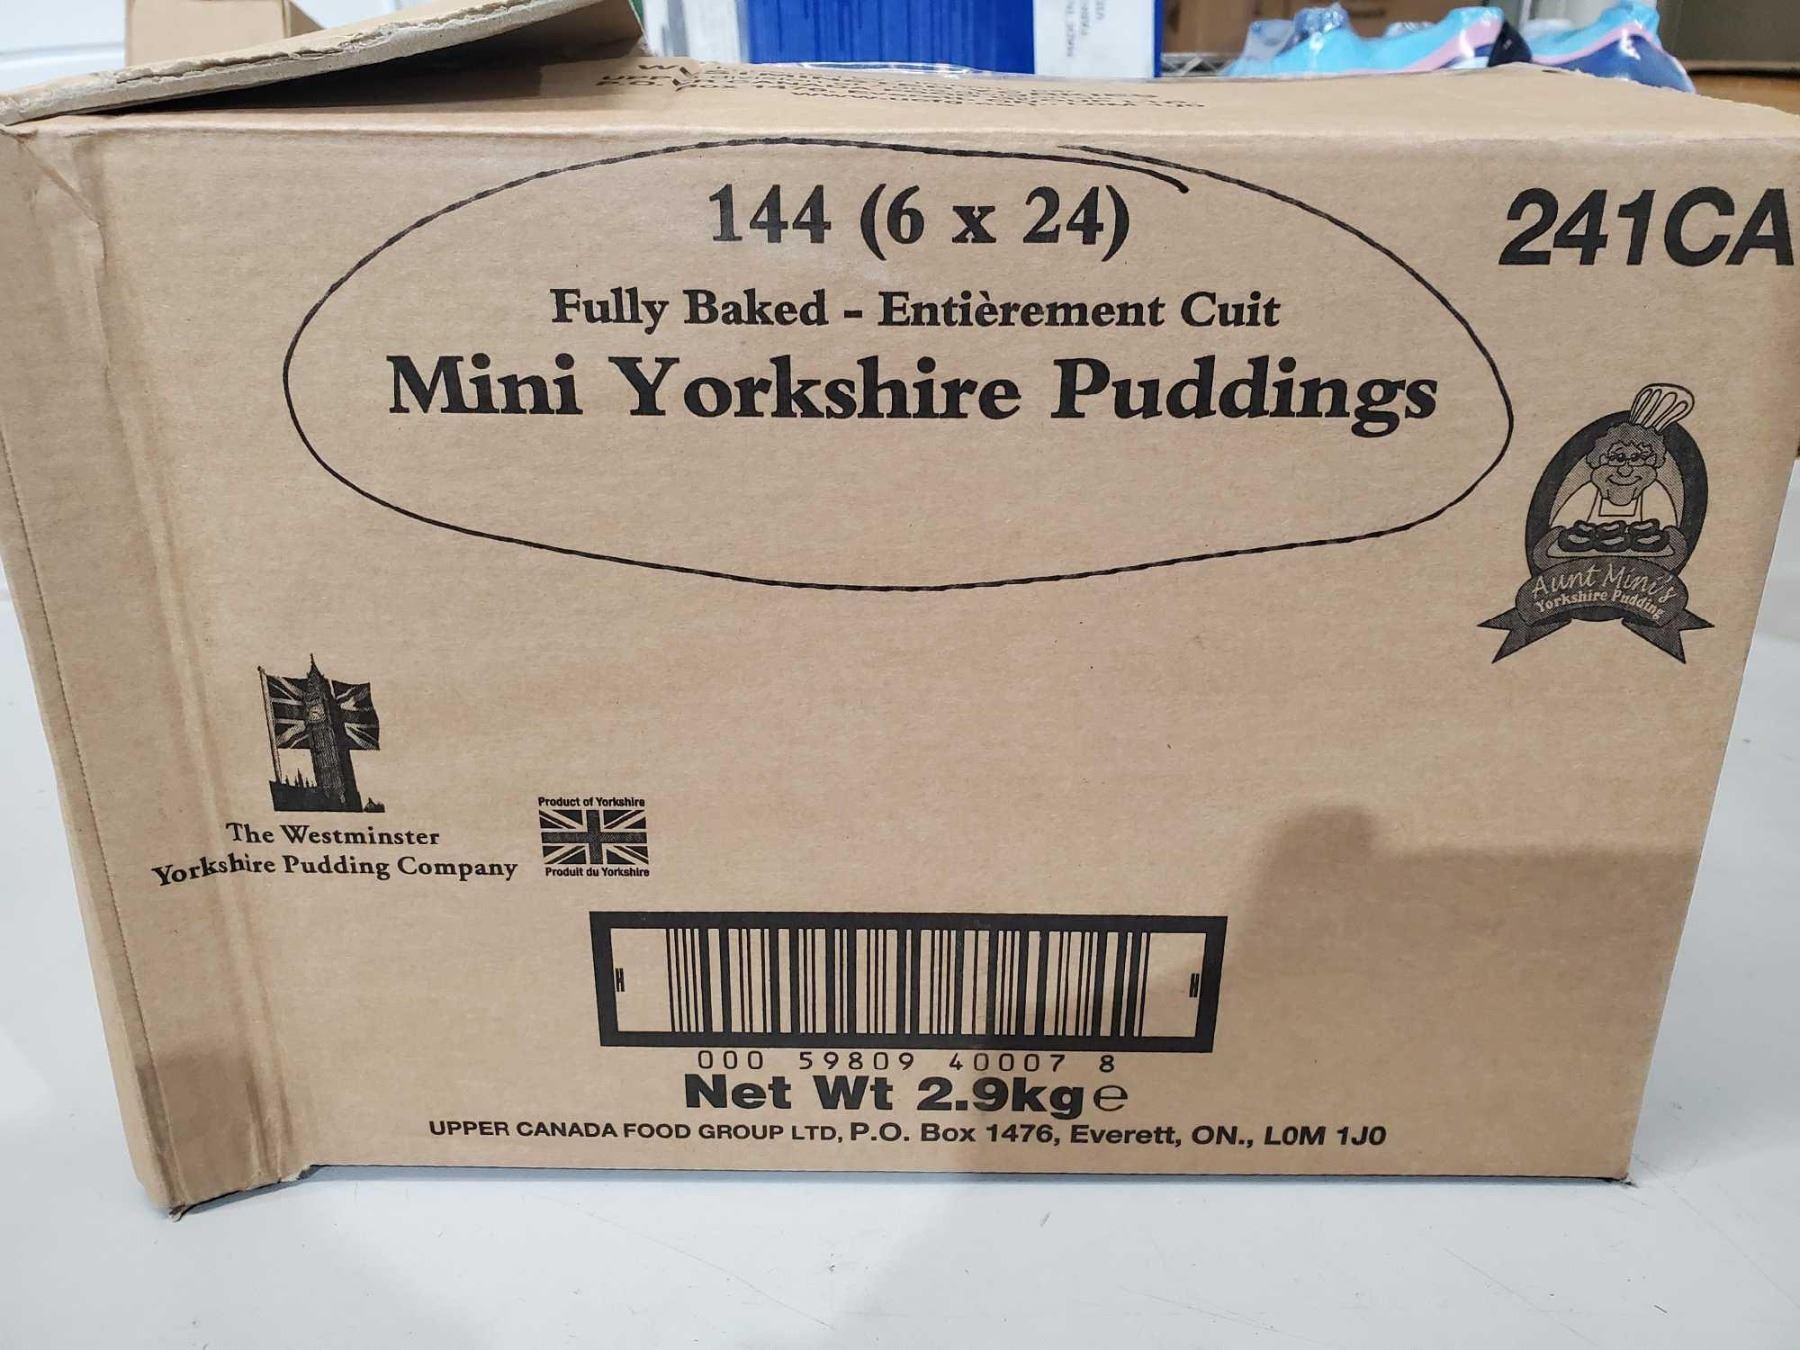 144 (6 x 24)
241CA
Fully Baked - Entièrement Cuit
Mini Yorkshire Puddings
Aunt Mini's
Yorkshire Pudding
The Westminster
Yorkshire Pudding Company
Product of Yorkshire
Produit du Yorkshire
H H
000 59809 40007 8
Net Wt 2.9kg e
UPPER CANADA FOOD GROUP LTD, P.O. Box 1476, Everett, ON., L0M 1J0